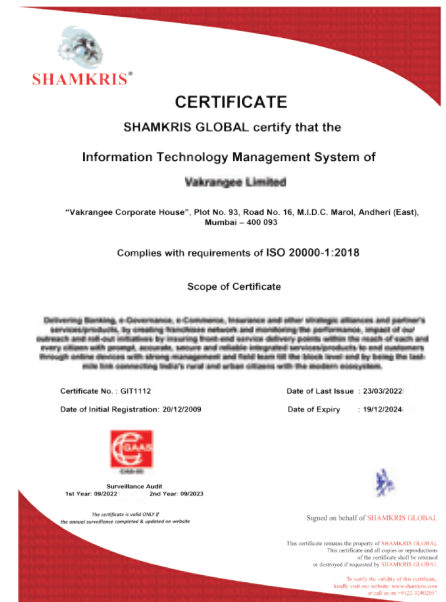 SHAMKRIS®
CERTIFICATE
SHAMKRIS GLOBAL certify that the
Information Technology Management System of
Vakrangee Limited
“Vakrangee Corporate House”, Plot No. 93, Road No. 16, M.I.D.C. Marol, Andheri (East),
Mumbai – 400 093
Complies with requirements of ISO 20000-1:2018
Scope of Certificate
Delivering Banking, e-Governance, e-Commerce, Insurance and other strategic alliances and partner's
services/products, by creating franchisee network and monitoring the performance, impact of our
outreach and roll-out initiatives by insuring front-end service delivery points within the reach of each and
every citizen with prompt, accurate, secure and reliable integrated services/products to end customers
through online devices with strong management and field team till the block level and by being the last-
mile link connecting India's rural and urban citizens with the modern ecosystem.
Certificate No. : GIT1112
Date of Last Issue : 23/03/2022
Date of Initial Registration: 20/12/2009
Date of Expiry : 19/12/2024
GAAS
Surveillance Audit
1st Year: 09/2022 2nd Year: 09/2023
The certificate is valid ONLY if
the annual surveillance completed & updated on website
Signed on behalf of SHAMKRIS GLOBAL
This certificate remains the property of SHAMKRIS GLOBAL
This certificate and all copies or reproductions
of the certificate shall be returned
or destroyed if requested by SHAMKRIS GLOBAL
To verify the validity of this certificate,
kindly visit our website: www.shamkris.com
or call us on